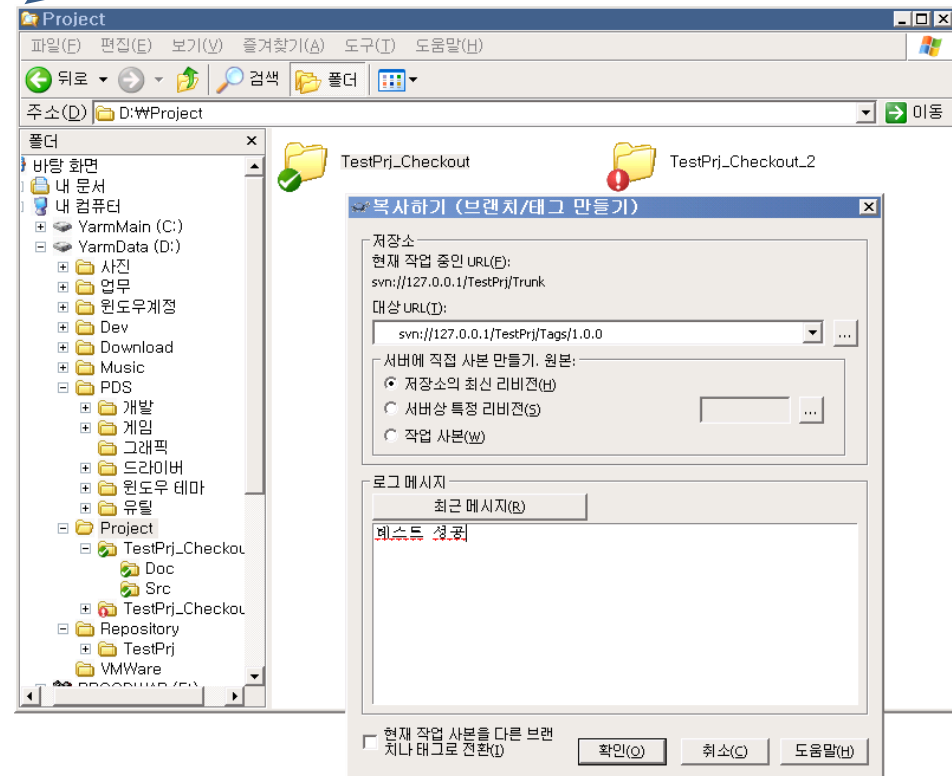 Project
파일(F) 편집(E) 보기(V) 즐겨찾기(A) 도구(T) 도움말(H)
뒤로 검색 폴더
주소(D) D:₩Project 이동
폴더
바탕 화면
내 문서
내 컴퓨터
YarmMain (C:)
YarmData (D:)
사진
업무
윈도우계정
Dev
Download
Music
PDS
개발
게임
그래픽
드라이버
윈도우 테마
유틸
Project
TestPrj_Checkou
Doc
Src
TestPrj_Checkou
Repository
TestPrj
VMWare
TestPrj_Checkout
TestPrj_Checkout_2
복사하기 (브랜치/태그 만들기)
저장소
현재 작업 중인 URL(F):
svn://127.0.0.1/TestPrj/Trunk
대상 URL(T):
svn://127.0.0.1/TestPrj/Tags/1.0.0
...
서버에 직접 사본 만들기. 원본:
저장소의 최신 리비전(H)
서버상 특정 리비전(S)
...
작업 사본(W)
로그 메시지
최근 메시지(R)
테스트 성공
현재 작업 사본을 다른 브랜
치나 태그로 전환(I)
확인(O) 취소(C) 도움말(H)